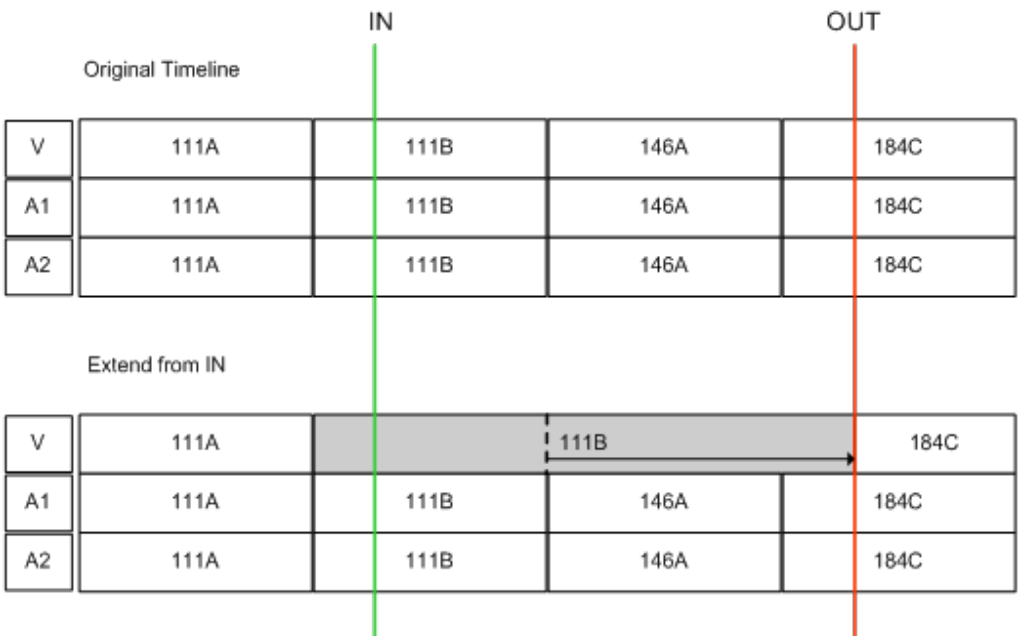 IN OUT
Original Timeline
V 111A 111B 146A 184C
A1 111A 111B 146A 184C
A2 111A 111B 146A 184C
Extend from IN
V 111A 111B 184C
A1 111A 111B 146A 184C
A2 111A 111B 146A 184C